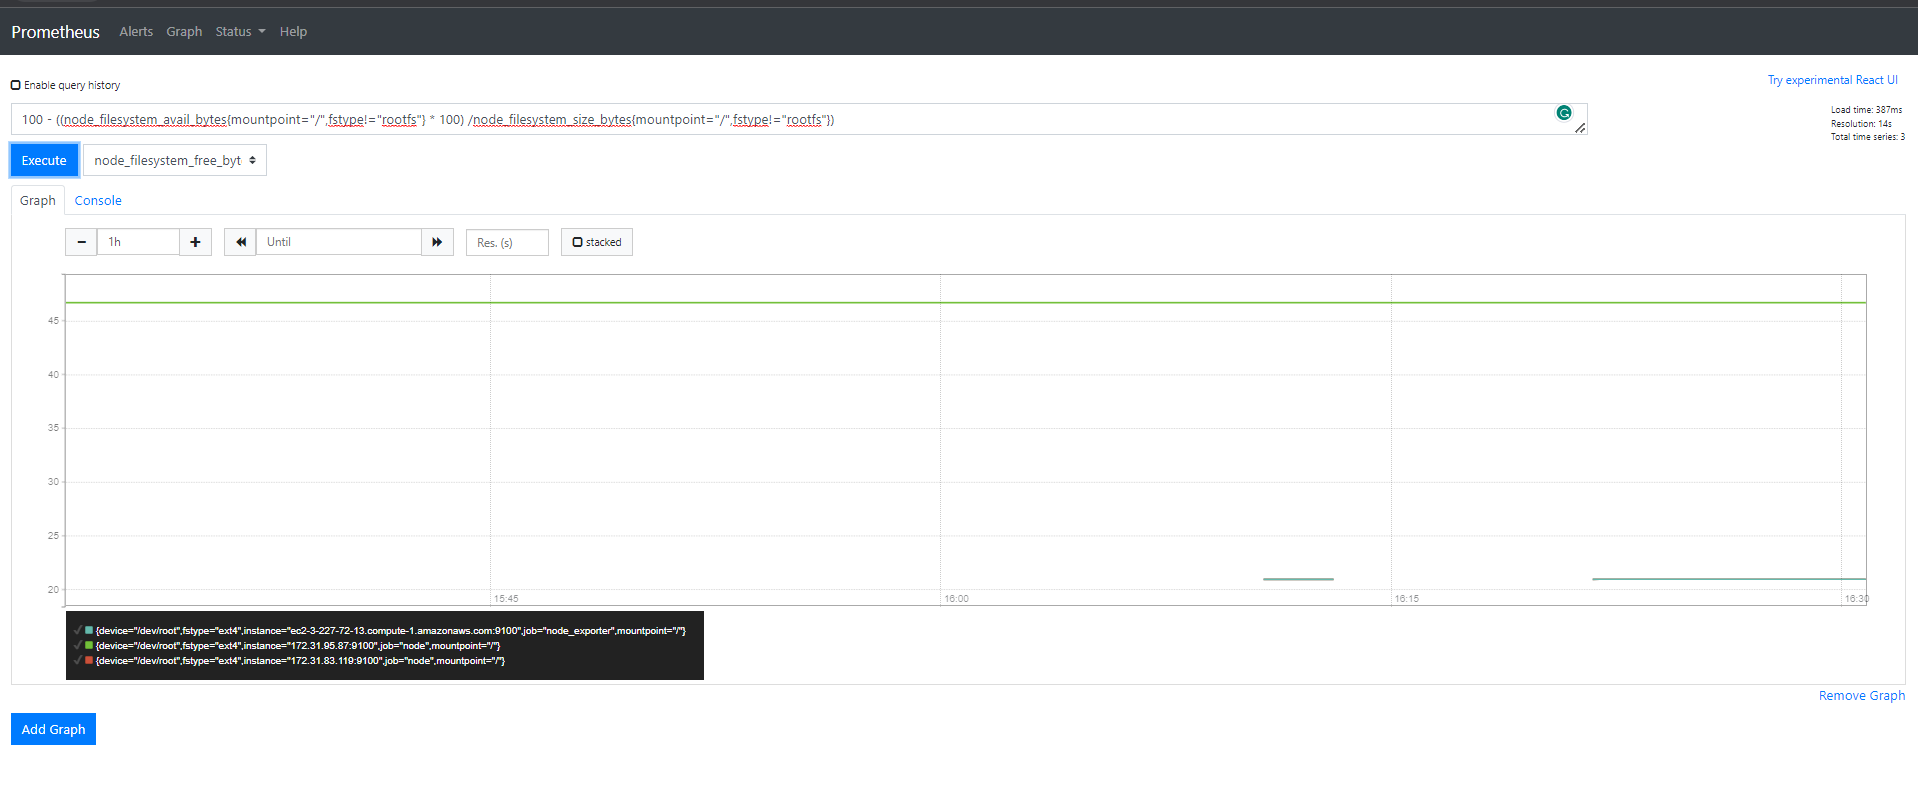 Prometheus Alerts Graph Status Help
Enable query history
Try experimental React UI
100 - ((node_filesystem_avail_bytes{mountpoint="/",fstype!="rootfs"} * 100) /node_filesystem_size_bytes{mountpoint="/",fstype!="rootfs"})
Load time: 387ms
Resolution: 14s
Total time series: 3
Execute node_filesystem_free_byt
Graph Console
− 1h + Until Res. (s) stacked
45
40
35
30
25
20
15:45 16:00 16:15 16:30
{device="/dev/root",fstype="ext4",instance="ec2-3-227-72-13.compute-1.amazonaws.com:9100",job="node_exporter",mountpoint="/"}
{device="/dev/root",fstype="ext4",instance="172.31.95.87:9100",job="node",mountpoint="/"}
{device="/dev/root",fstype="ext4",instance="172.31.83.119:9100",job="node",mountpoint="/"}
Remove Graph
Add Graph